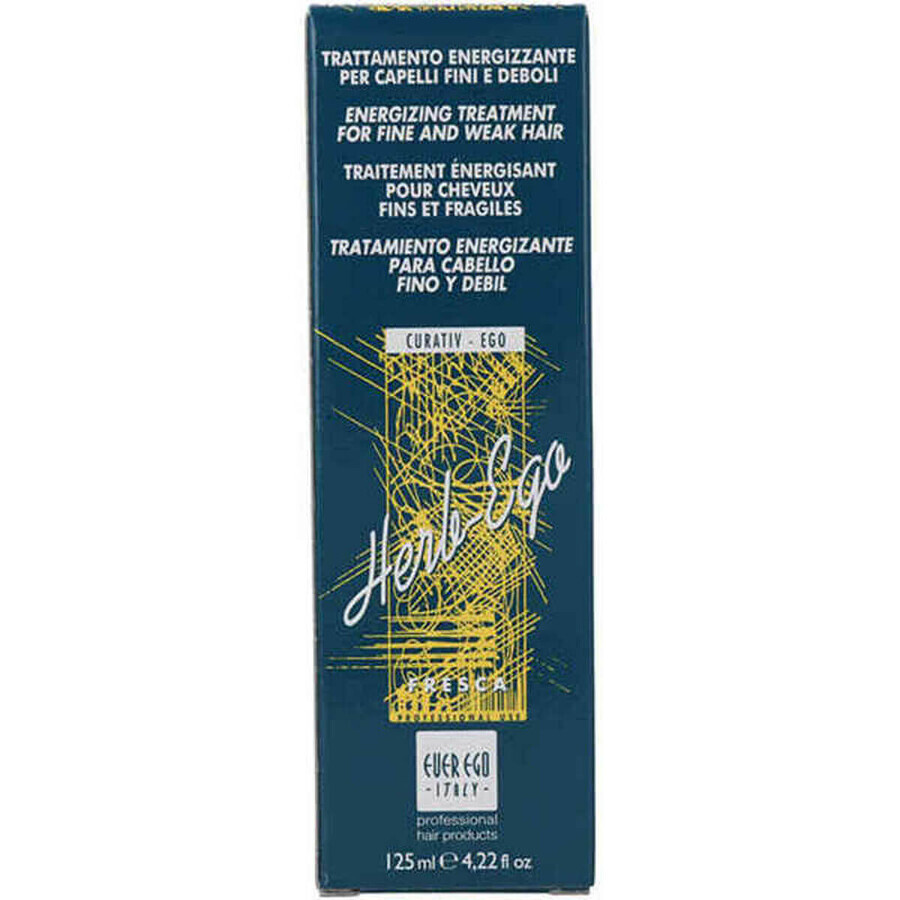 TRATTAMENTO ENERGIZZANTE
PER CAPELLI FINI E DEBOLI
ENERGIZING TREATMENT
FOR FINE AND WEAK HAIR
TRAITEMENT ÉNERGISANT
POUR CHEVEUX
FINS ET FRAGILES
TRATAMIENTO ENERGIZANTE
PARA CABELLO
FINO Y DEBIL
CURATIV - EGO
Herb-Ego
FRESCA
PROFESSIONAL USE
EVER EGO
- ITALY -
professional
hair products
125 ml ℮ 4,22 fl oz